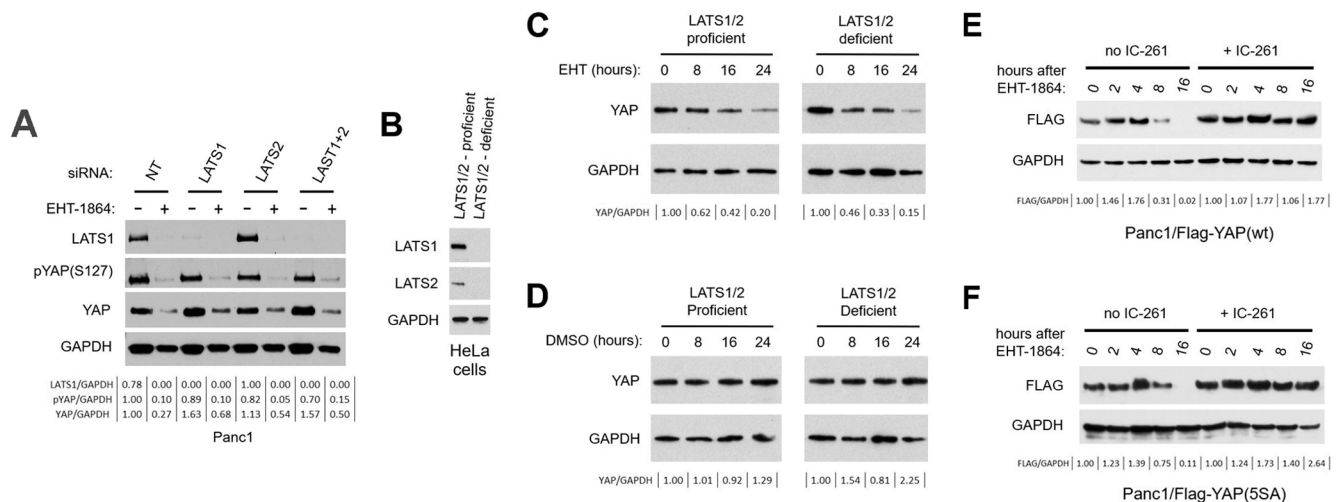 A
siRNA: NT LATS1 LATS2 LAST1+2
EHT-1864: – + – + – + – +
LATS1
pYAP(S127)
YAP
GAPDH
LATS1/GAPDH 0.78 0.00 0.00 0.00 1.00 0.00 0.00 0.00
pYAP/GAPDH 1.00 0.10 0.89 0.10 0.82 0.05 0.70 0.15
YAP/GAPDH 1.00 0.27 1.63 0.68 1.13 0.54 1.57 0.50
Panc1
B
LATS1/2 - proficient
LATS1/2 - deficient
LATS1
LATS2
GAPDH
HeLa
cells
C
LATS1/2 LATS1/2
proficient deficient
EHT (hours): 0 8 16 24 0 8 16 24
YAP
GAPDH
YAP/GAPDH 1.00 0.62 0.42 0.20 1.00 0.46 0.33 0.15
D
LATS1/2 LATS1/2
Proficient Deficient
DMSO (hours): 0 8 16 24 0 8 16 24
YAP
GAPDH
YAP/GAPDH 1.00 1.01 0.92 1.29 1.00 1.54 0.81 2.25
E
no IC-261 + IC-261
hours after
EHT-1864: 0 2 4 8 16 0 2 4 8 16
FLAG
GAPDH
FLAG/GAPDH 1.00 1.46 1.76 0.31 0.02 1.00 1.07 1.77 1.06 1.77
Panc1/Flag-YAP(wt)
F
no IC-261 + IC-261
hours after
EHT-1864: 0 2 4 8 16 0 2 4 8 16
FLAG
GAPDH
FLAG/GAPDH 1.00 1.23 1.39 0.75 0.11 1.00 1.24 1.73 1.40 2.64
Panc1/Flag-YAP(5SA)